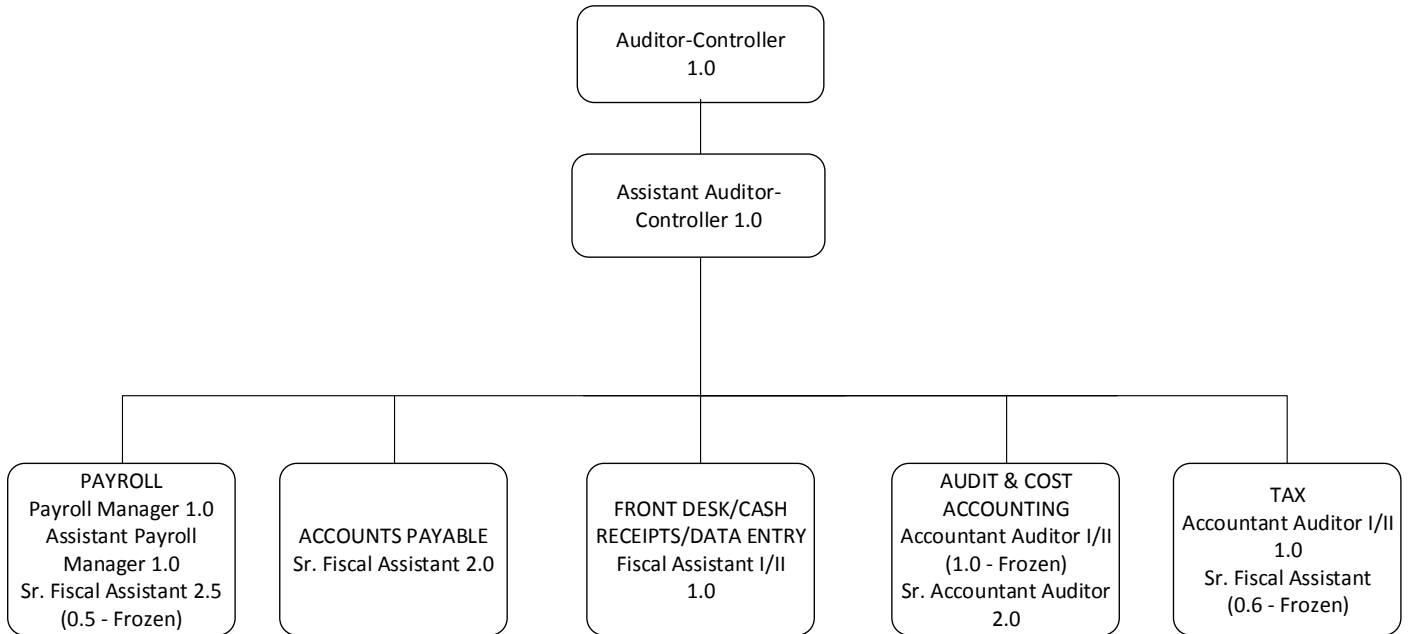 Auditor-Controller
1.0
Assistant Auditor-
Controller 1.0
PAYROLL
Payroll Manager 1.0
Assistant Payroll
Manager 1.0
Sr. Fiscal Assistant 2.5
(0.5 - Frozen)
ACCOUNTS PAYABLE
Sr. Fiscal Assistant 2.0
FRONT DESK/CASH
RECEIPTS/DATA ENTRY
Fiscal Assistant I/II
1.0
AUDIT & COST
ACCOUNTING
Accountant Auditor I/II
(1.0 - Frozen)
Sr. Accountant Auditor
2.0
TAX
Accountant Auditor I/II
1.0
Sr. Fiscal Assistant
(0.6 - Frozen)